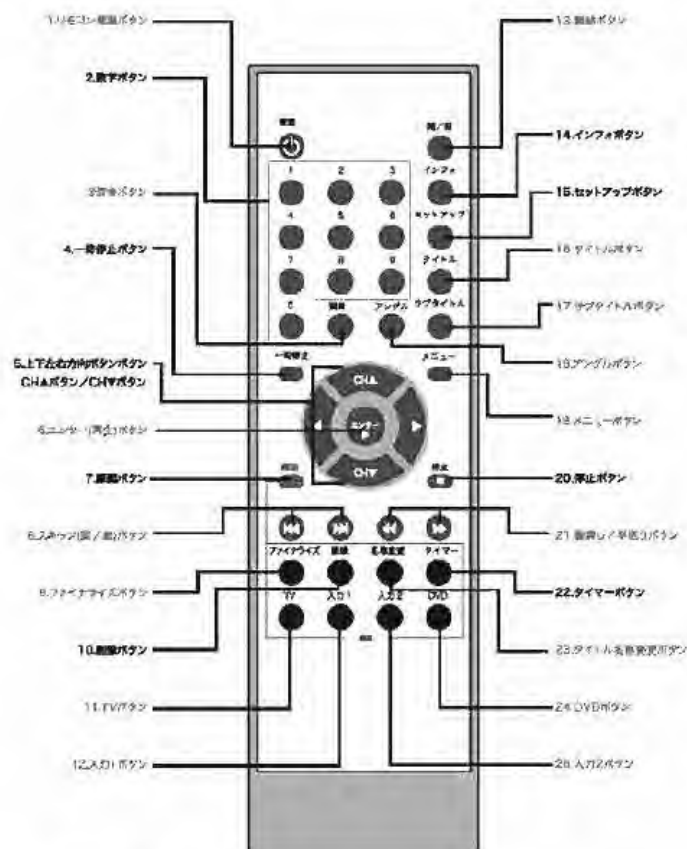 1.リモコン電源ボタン
2.数字ボタン
3.音声ボタン
4.一時停止ボタン
5.上下左右方向ボタンボタン
CH▲ボタン/CH▼ボタン
6.エンター(再生)ボタン
7.録画ボタン
8.スキップ(戻/進)ボタン
9.ファイナライズボタン
10.削除ボタン
11.TVボタン
12.入力1ボタン
電源
開/閉
1
2
3
インフォ
4
5
6
セットアップ
7
8
9
タイトル
音声
アングル
サブタイトル
一時停止
メニュー
CH▲
エンター
CH▼
録画
停止
ファイナライズ
削除
名称変更
タイマー
TV
入力1
入力2
DVD
13.開閉ボタン
14.インフォボタン
15.セットアップボタン
16.タイトルボタン
17.サブタイトルボタン
19.アングルボタン
18.メニューボタン
20.停止ボタン
21.早戻し/早送りボタン
22.タイマーボタン
23.タイトル名称変更ボタン
24.DVDボタン
25.入力2ボタン